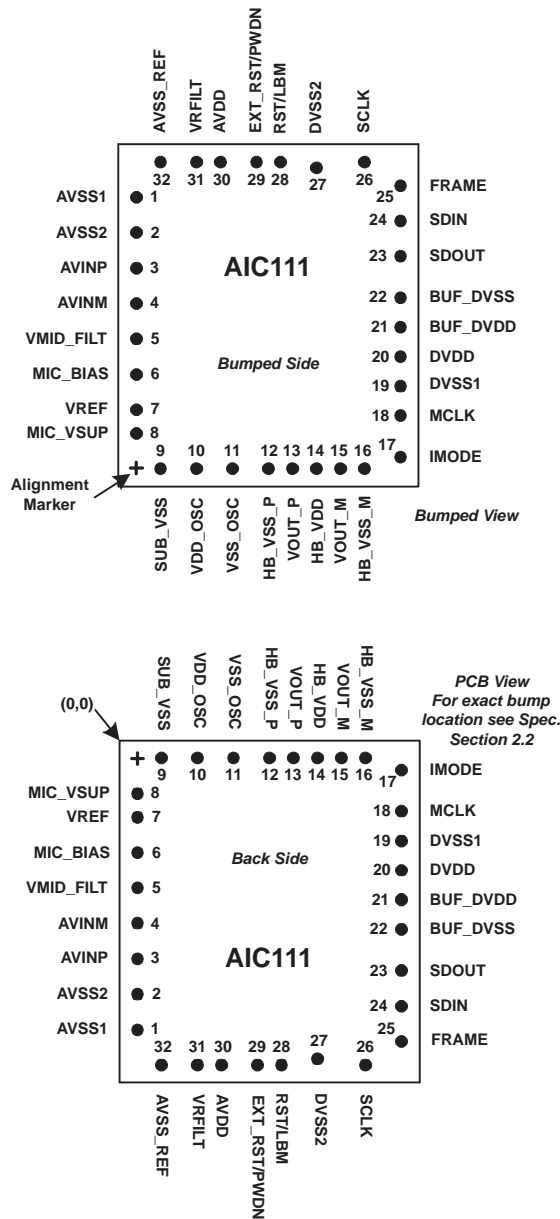 AVSS_REF
VRFILT
AVDD
EXT_RST/PWDN
RST/LBM
DVSS2
SCLK
32 31 30 29 28 27 26
AVSS1 1
AVSS2 2
AVINP 3
AVINM 4
VMID_FILT 5
MIC_BIAS 6
VREF 7
MIC_VSUP 8
AIC111
Bumped Side
25 FRAME
24 SDIN
23 SDOUT
22 BUF_DVSS
21 BUF_DVDD
20 DVDD
19 DVSS1
18 MCLK
17 IMODE
9 10 11 12 13 14 15 16
Alignment
Marker
SUB_VSS
VDD_OSC
VSS_OSC
HB_VSS_P
VOUT_P
HB_VDD
VOUT_M
HB_VSS_M
Bumped View
(0,0)
SUB_VSS
VDD_OSC
VSS_OSC
HB_VSS_P
VOUT_P
HB_VDD
VOUT_M
HB_VSS_M
PCB View
For exact bump
location see Spec.
Section 2.2
9 10 11 12 13 14 15 16
MIC_VSUP 8
VREF 7
MIC_BIAS 6
VMID_FILT 5
AVINM 4
AVINP 3
AVSS2 2
AVSS1 1
Back Side
AIC111
17 IMODE
18 MCLK
19 DVSS1
20 DVDD
21 BUF_DVDD
22 BUF_DVSS
23 SDOUT
24 SDIN
25 FRAME
32 31 30 29 28 27 26
AVSS_REF
VRFILT
AVDD
EXT_RST/PWDN
RST/LBM
DVSS2
SCLK